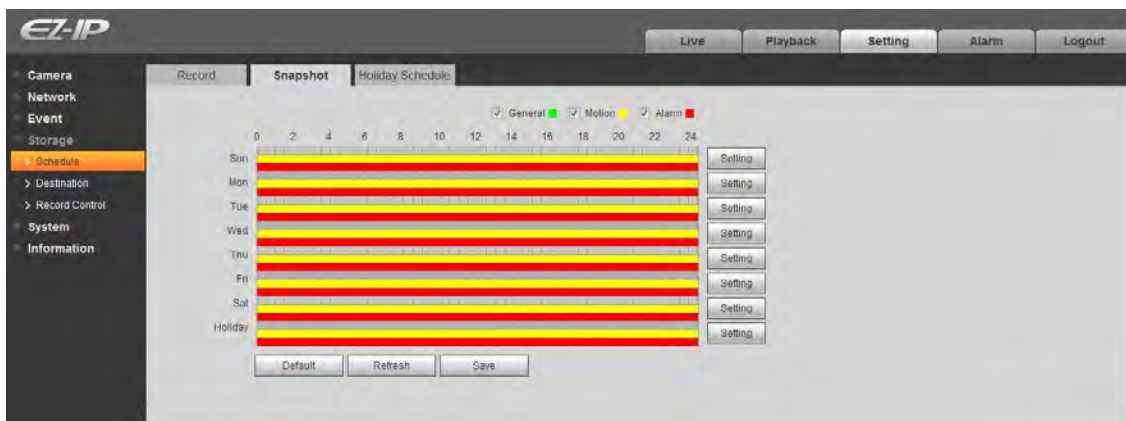 EZ-IP
Live Playback Setting Alarm Logout
Camera
Network
Event
Storage
> Schedule
> Destination
> Record Control
System
Information
Record Snapshot Holiday Schedule
General Motion Alarm
0 2 4 6 8 10 12 14 16 18 20 22 24
Sun Setting
Mon Setting
Tue Setting
Wed Setting
Thu Setting
Fri Setting
Sat Setting
Holiday Setting
Default Refresh Save